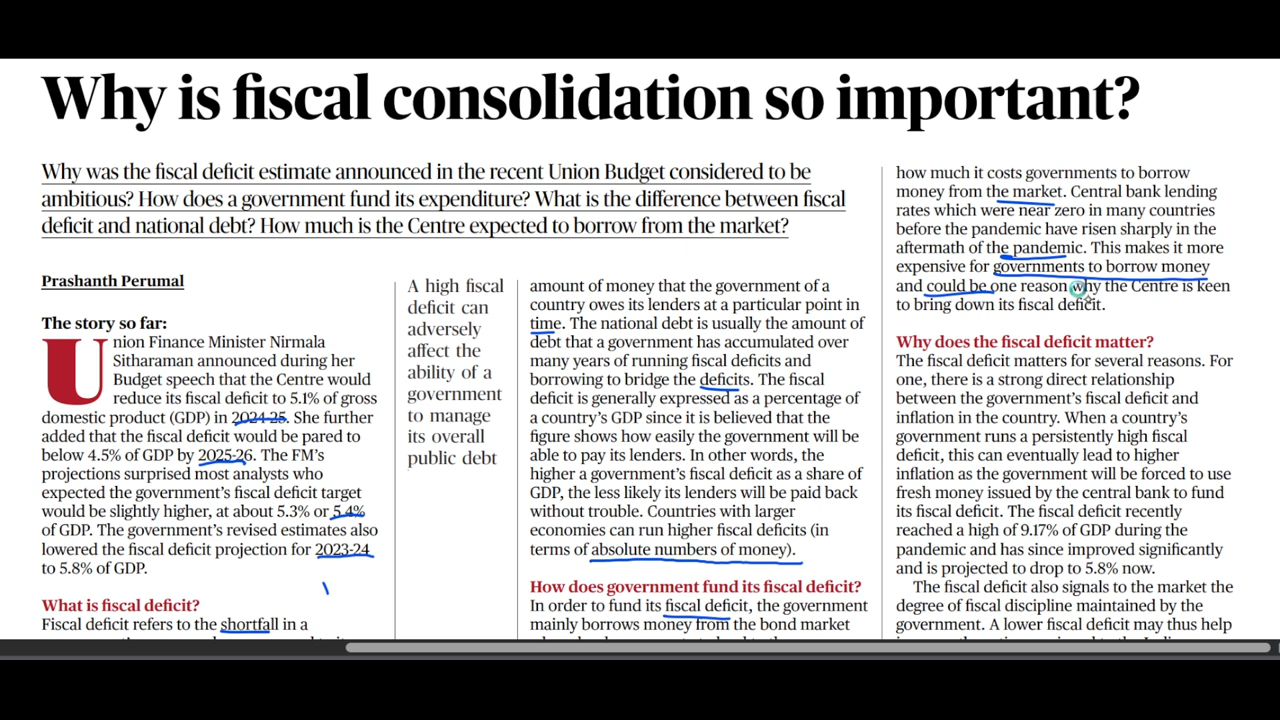 Why is fiscal consolidation so important?
Why was the fiscal deficit estimate announced in the recent Union Budget considered to be
ambitious? How does a government fund its expenditure? What is the difference between fiscal
deficit and national debt? How much is the Centre expected to borrow from the market?
Prashanth Perumal
The story so far:
Union Finance Minister Nirmala
Sitharaman announced during her
Budget speech that the Centre would
reduce its fiscal deficit to 5.1% of gross
domestic product (GDP) in 2024-25. She further
added that the fiscal deficit would be pared to
below 4.5% of GDP by 2025-26. The FM's
projections surprised most analysts who
expected the government's fiscal deficit target
would be slightly higher, at about 5.3% or 5.4%
of GDP. The government's revised estimates also
lowered the fiscal deficit projection for 2023-24
to 5.8% of GDP.
What is fiscal deficit?
Fiscal deficit refers to the shortfall in a
A high fiscal
deficit can
adversely
affect the
ability of a
government
to manage
its overall
public debt
amount of money that the government of a
country owes its lenders at a particular point in
time. The national debt is usually the amount of
debt that a government has accumulated over
many years of running fiscal deficits and
borrowing to bridge the deficits. The fiscal
deficit is generally expressed as a percentage of
a country's GDP since it is believed that the
figure shows how easily the government will be
able to pay its lenders. In other words, the
higher a government's fiscal deficit as a share of
GDP, the less likely its lenders will be paid back
without trouble. Countries with larger
economies can run higher fiscal deficits (in
terms of absolute numbers of money).
How does government fund its fiscal deficit?
In order to fund its fiscal deficit, the government
mainly borrows money from the bond market
how much it costs governments to borrow
money from the market. Central bank lending
rates which were near zero in many countries
before the pandemic have risen sharply in the
aftermath of the pandemic. This makes it more
expensive for governments to borrow money
and could be one reason why the Centre is keen
to bring down its fiscal deficit.
Why does the fiscal deficit matter?
The fiscal deficit matters for several reasons. For
one, there is a strong direct relationship
between the government's fiscal deficit and
inflation in the country. When a country's
government runs a persistently high fiscal
deficit, this can eventually lead to higher
inflation as the government will be forced to use
fresh money issued by the central bank to fund
its fiscal deficit. The fiscal deficit recently
reached a high of 9.17% of GDP during the
pandemic and has since improved significantly
and is projected to drop to 5.8% now.
The fiscal deficit also signals to the market the
degree of fiscal discipline maintained by the
government. A lower fiscal deficit may thus help